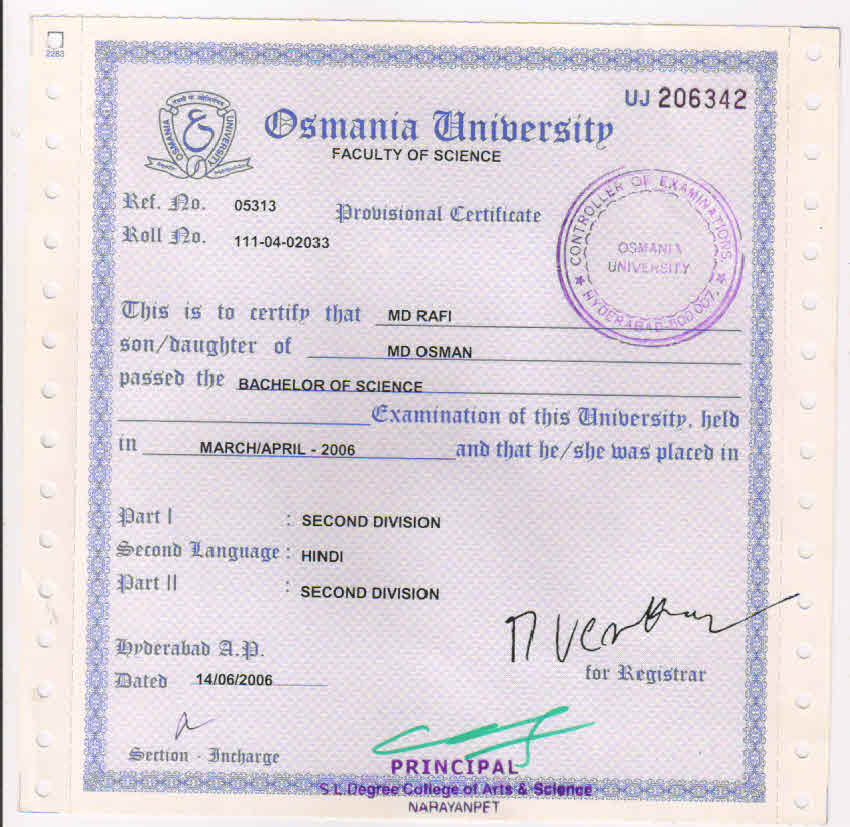 2283
UJ 206342
OSMANIA UNIVERSITY
Osmania University
FACULTY OF SCIENCE
Ref. No. 05313
Provisional Certificate
Roll No. 111-04-02033
CONTROLLER OF EXAMINATIONS
OSMANIA
UNIVERSITY
HYDERABAD-500 007.
This is to certify that MD RAFI
son/daughter of MD OSMAN
passed the BACHELOR OF SCIENCE
Examination of this University, held
in MARCH/APRIL - 2006 and that he/she was placed in
Part I : SECOND DIVISION
Second Language : HINDI
Part II : SECOND DIVISION
Hyderabad A.P.
for Registrar
Dated 14/06/2006
Section - Incharge
PRINCIPAL
S.L.Degree College of Arts & Science
NARAYANPET